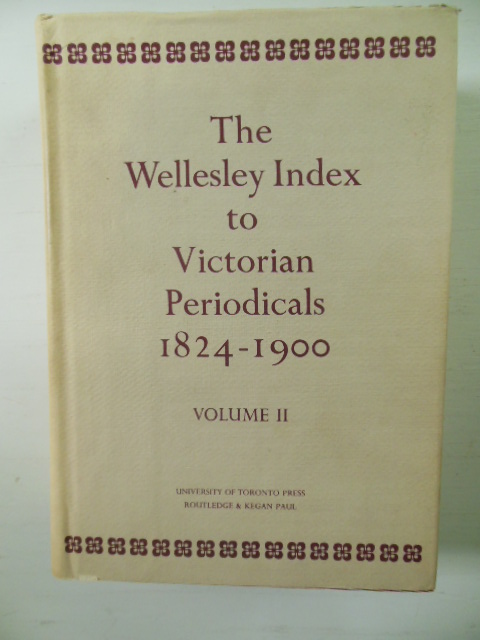 The
Wellesley Index
to
Victorian
Periodicals
1824-1900
VOLUME II
UNIVERSITY OF TORONTO PRESS
ROUTLEDGE & KEGAN PAUL